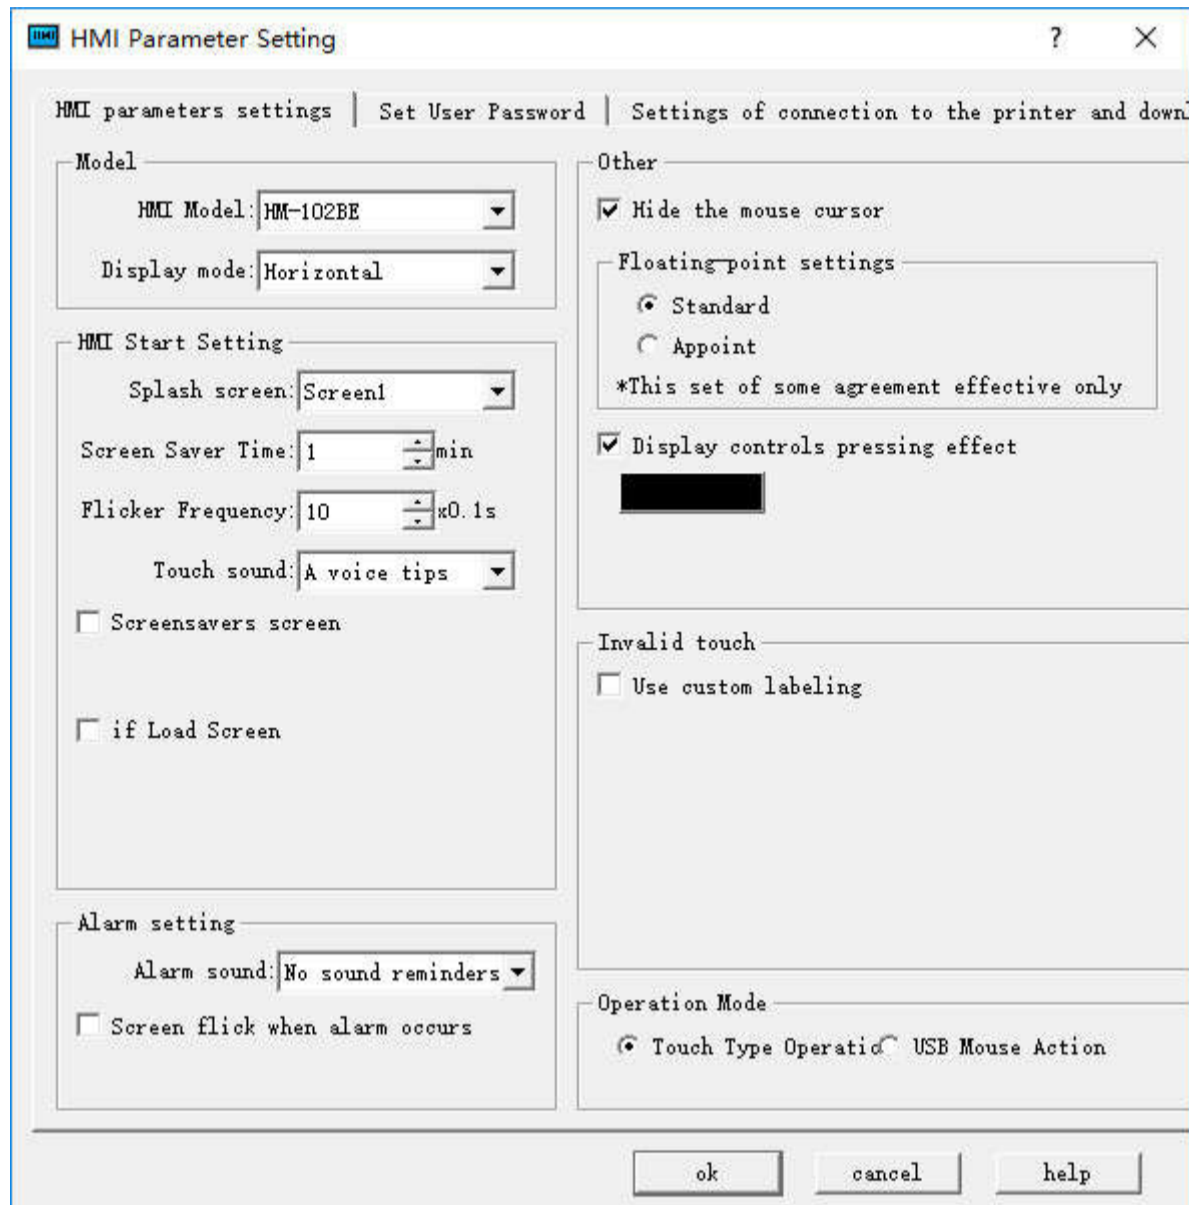 HMI
HMI Parameter Setting
HMI parameters settings
Set User Password
Settings of connection to the printer and downl
Model
HMI Model: HM-102BE
Display mode: Horizontal
HMI Start Setting
Splash screen: Screen1
Screen Saver Time: 1 min
Flicker Frequency: 10 x0.1s
Touch sound: A voice tips
Screensavers screen
if Load Screen
Alarm setting
Alarm sound: No sound reminders
Screen flick when alarm occurs
Other
Hide the mouse cursor
Floating-point settings
Standard
Appoint
*This set of some agreement effective only
Display controls pressing effect
Invalid touch
Use custom labeling
Operation Mode
Touch Type Operatio
USB Mouse Action
ok
cancel
help